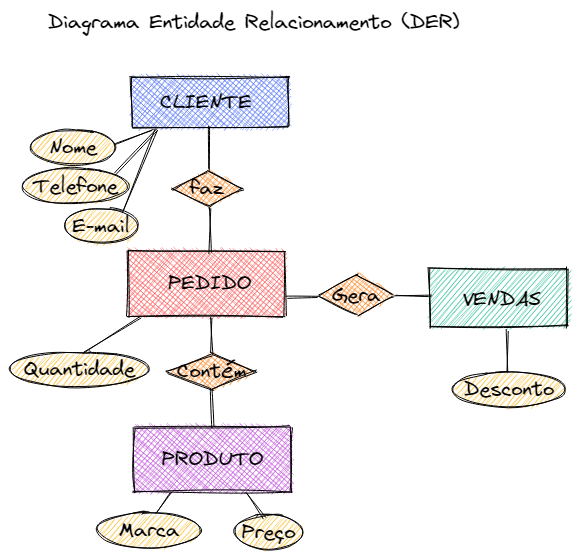 Diagrama Entidade Relacionamento (DER)
CLIENTE
Nome
Telefone
E-mail
faz
PEDIDO
Gera
VENDAS
Quantidade
Contém
Desconto
PRODUTO
Marca
Preço